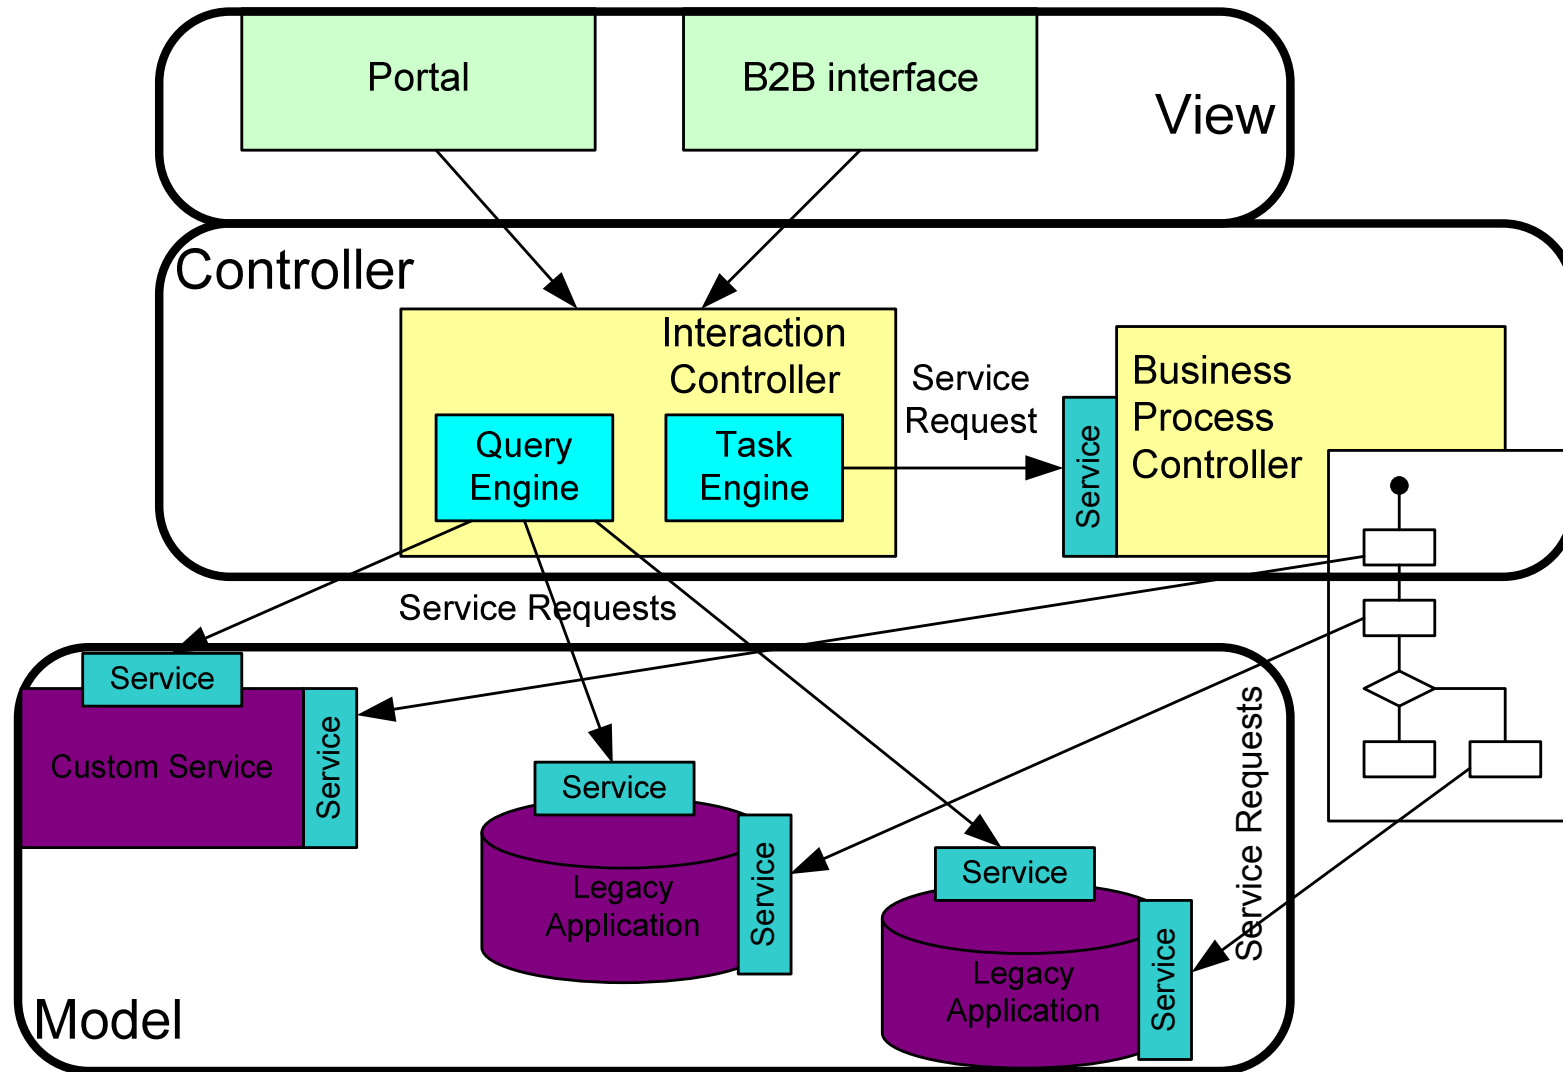 Portal
B2B interface
View
Controller
Interaction
Controller
Query
Engine
Task
Engine
Service
Request
Service
Business
Process
Controller
Service Requests
Service
Custom Service
Service
Service
Legacy
Application
Service
Service
Legacy
Application
Service
Service Requests
Model